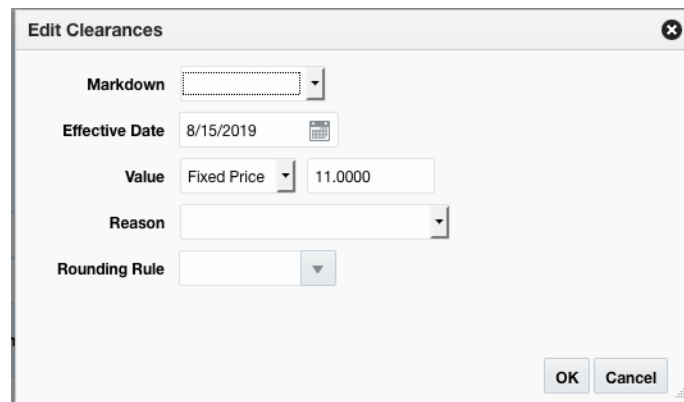 Edit Clearances
Markdown
Effective Date 8/15/2019
Value Fixed Price 11.0000
Reason
Rounding Rule
OK Cancel